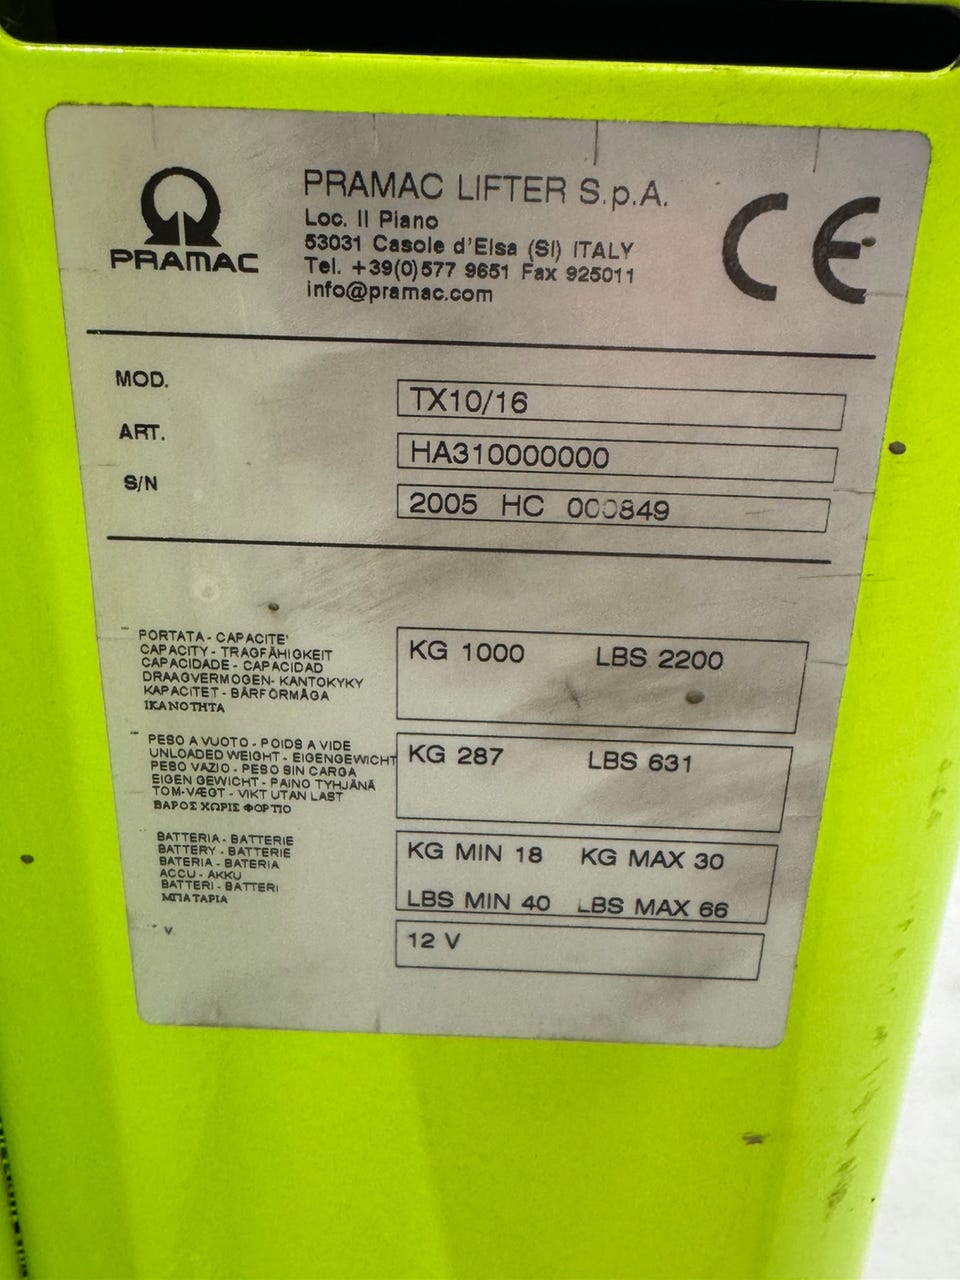 PRAMAC
PRAMAC LIFTER S.p.A.
Loc. Il Piano
53031 Casole d'Elsa (SI) ITALY
Tel. +39(0)577 9651 Fax 925011
info@pramac.com
CE
MOD. TX10/16
ART. HA310000000
S/N 2005 HC 000849
PORTATA - CAPACITE'
CAPACITY - TRAGFÄHIGKEIT
CAPACIDADE - CAPACIDAD
DRAAGVERMOGEN- KANTOKYKY
KAPACITET - BÄRFÖRMÅGA
IKANOTHTA
KG 1000 LBS 2200
PESO A VUOTO - POIDS A VIDE
UNLOADED WEIGHT - EIGENGEWICHT
PESO VAZIO - PESO SIN CARGA
EIGEN GEWICHT - PAINO TYHJÄNÄ
TOM-VÆGT - VIKT UTAN LAST
ΒΑΡΟΣ ΧΩΡΙΣ ΦΟΡΤΙΟ
KG 287 LBS 631
BATTERIA - BATTERIE
BATTERY - BATTERIE
BATERIA - BATERIA
ACCU - AKKU
BATTERI - BATTERI
ΜΠΑΤΑΡΙΑ
KG MIN 18 KG MAX 30
LBS MIN 40 LBS MAX 66
V
12 V